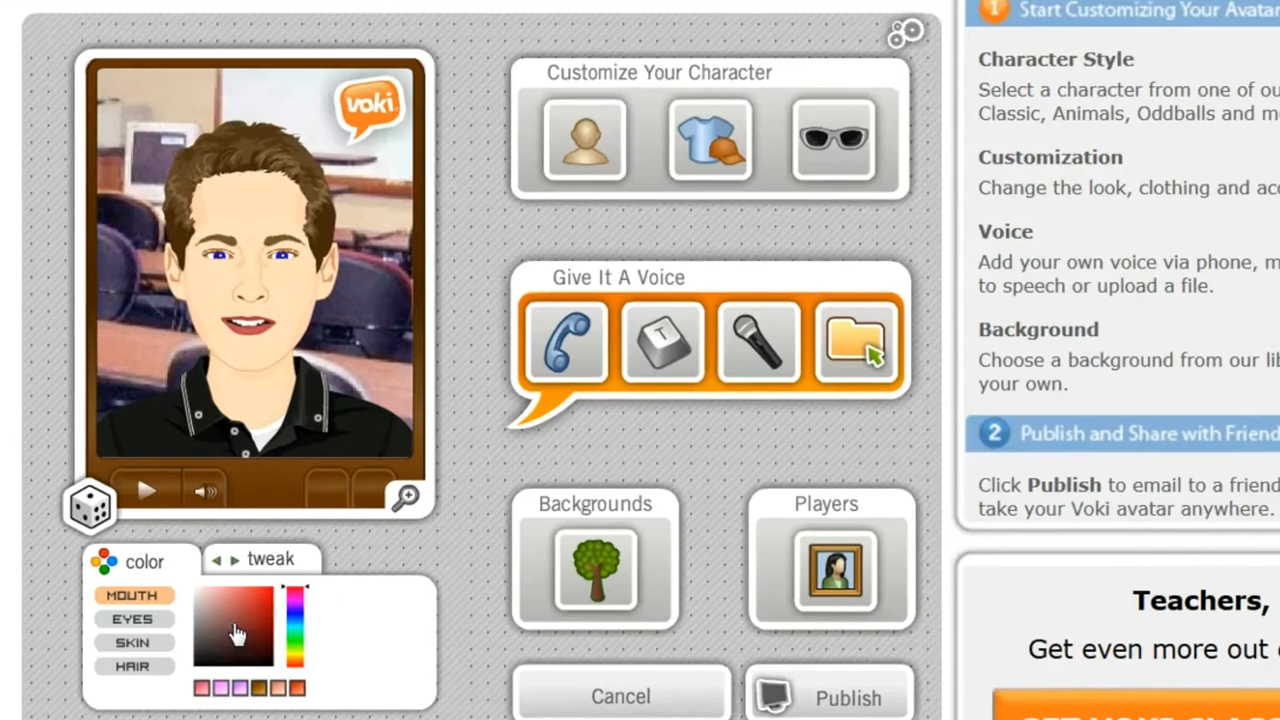 voki
Customize Your Character
Give It A Voice
T
Backgrounds
Players
color
tweak
MOUTH
EYES
SKIN
HAIR
Cancel
Publish
1 Start Customizing Your Avatar
Character Style
Select a character from one of ou
Classic, Animals, Oddballs and m
Customization
Change the look, clothing and acc
Voice
Add your own voice via phone, m
to speech or upload a file.
Background
Choose a background from our lib
your own.
2 Publish and Share with Friend
Click Publish to email to a friend
take your Voki avatar anywhere.
Teachers,
Get even more out